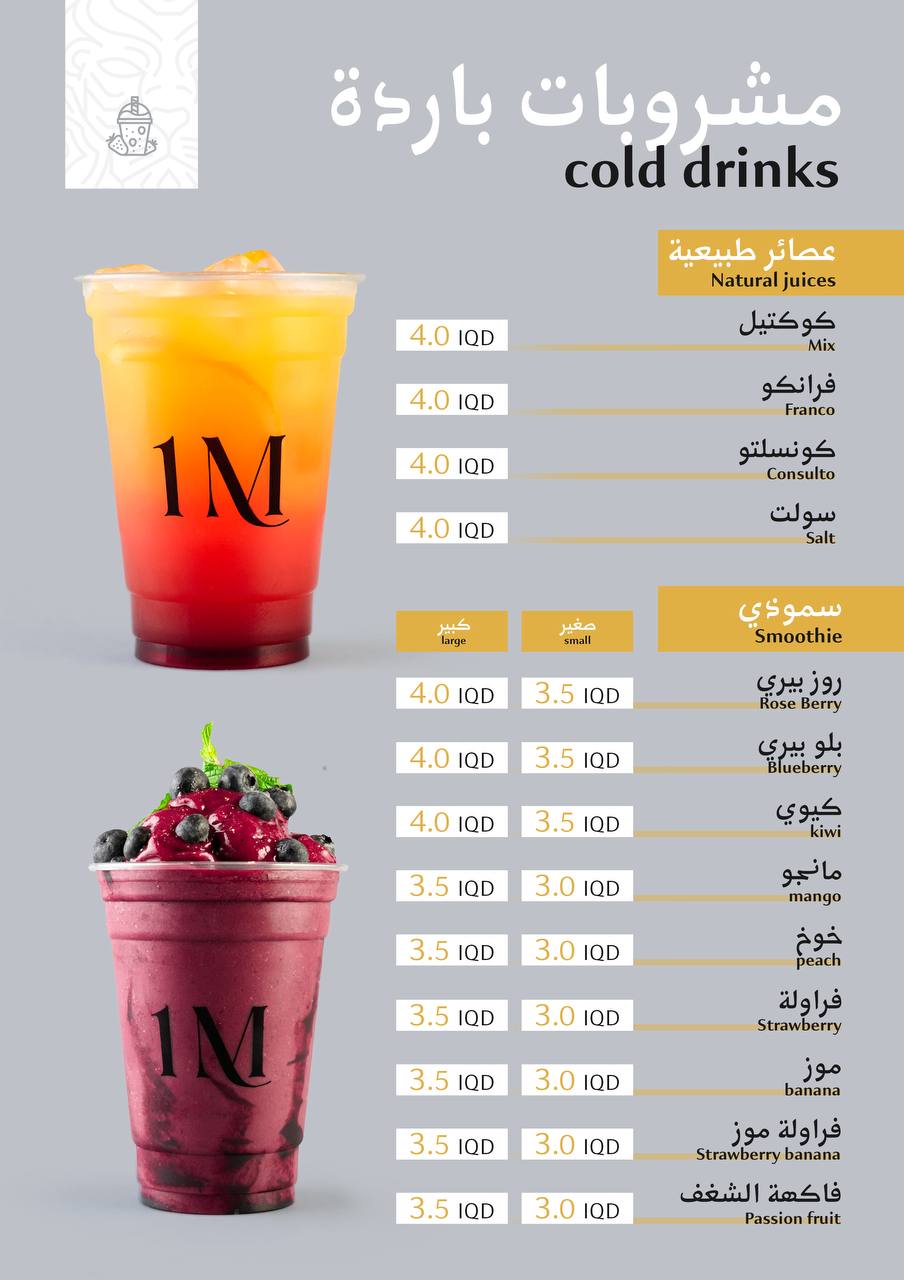 مشروبات باردة
cold drinks
عصائر طبيعية
Natural juices
كوكتيل
Mix
4.0 IQD
فرانكو
Franco
4.0 IQD
كونسلتو
Consulto
4.0 IQD
سولت
Salt
4.0 IQD
سموذي
Smoothie
صغير
small
كبير
large
روز بيري
Rose Berry
3.5 IQD
4.0 IQD
بلو بيري
Blueberry
3.5 IQD
4.0 IQD
كيوي
kiwi
3.5 IQD
4.0 IQD
مانجو
mango
3.0 IQD
3.5 IQD
خوخ
peach
3.0 IQD
3.5 IQD
فراولة
Strawberry
3.0 IQD
3.5 IQD
موز
banana
3.0 IQD
3.5 IQD
فراولة موز
Strawberry banana
3.0 IQD
3.5 IQD
فاكهة الشغف
Passion fruit
3.0 IQD
3.5 IQD
1M
1M